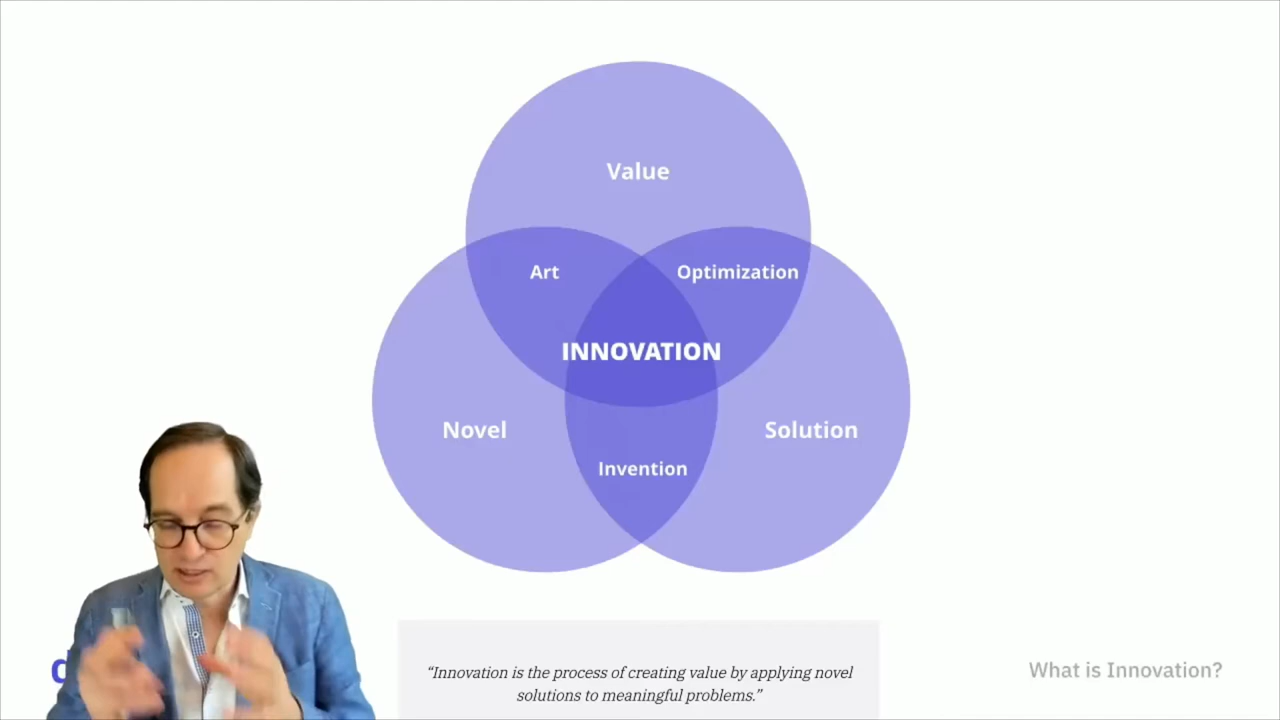 Value
Art
Optimization
INNOVATION
Novel
Solution
Invention
“Innovation is the process of creating value by applying novel
solutions to meaningful problems.”
What is Innovation?